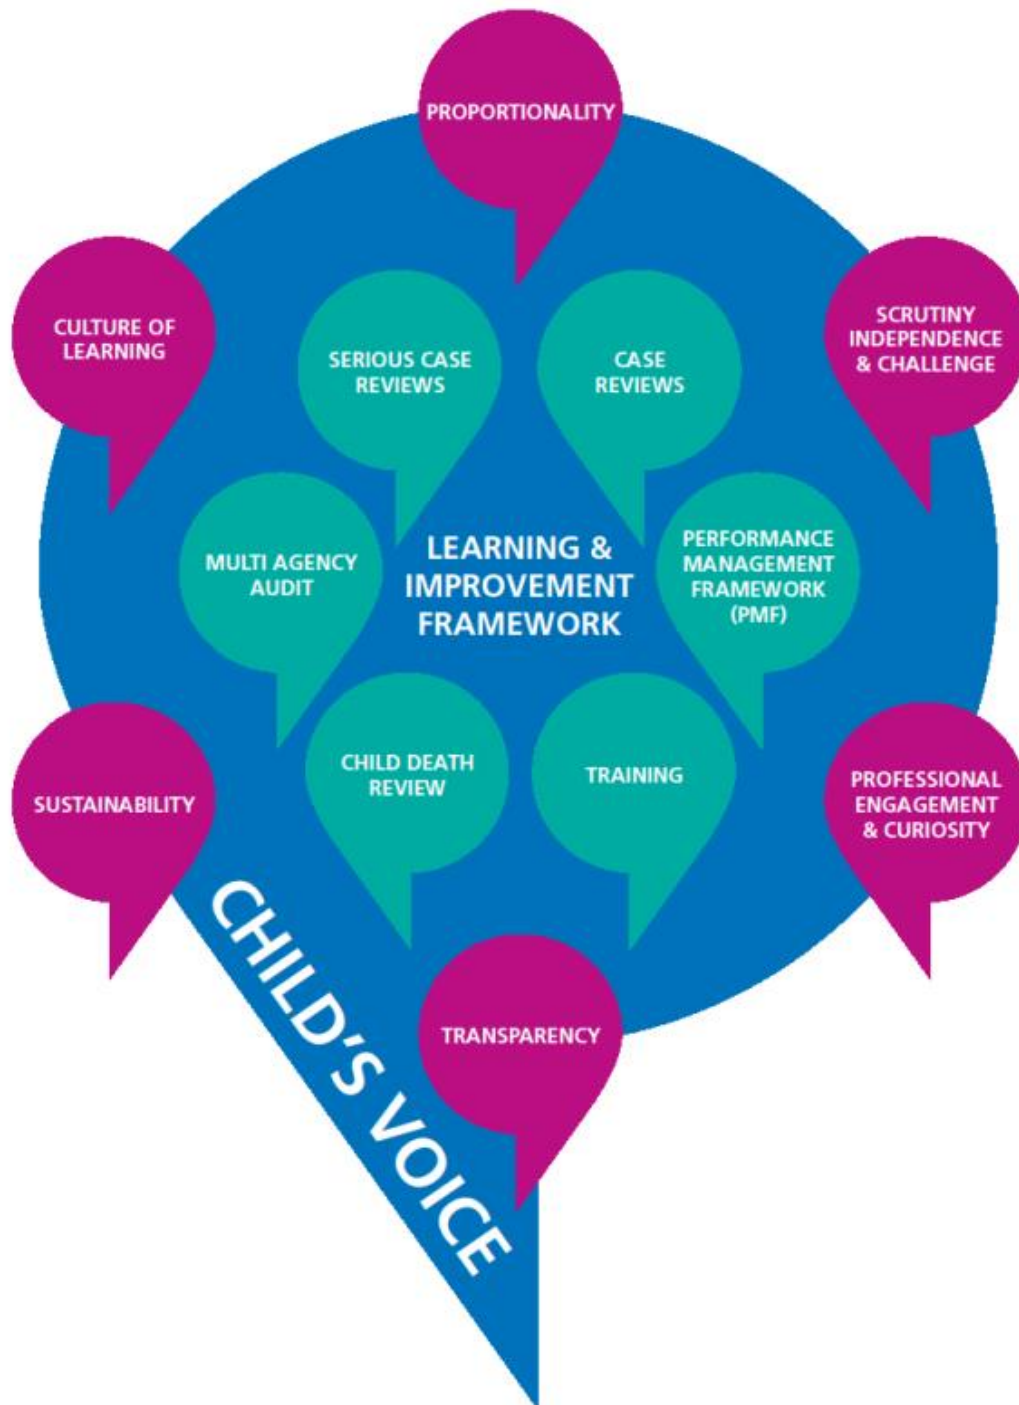 PROPORTIONALITY
CULTURE OF
LEARNING
SCRUTINY
INDEPENDENCE
& CHALLENGE
SERIOUS CASE
REVIEWS
CASE
REVIEWS
MULTI AGENCY
AUDIT
LEARNING &
IMPROVEMENT
FRAMEWORK
PERFORMANCE
MANAGEMENT
FRAMEWORK
(PMF)
CHILD DEATH
REVIEW
TRAINING
SUSTAINABILITY
PROFESSIONAL
ENGAGEMENT
& CURIOSITY
CHILD'S VOICE
TRANSPARENCY